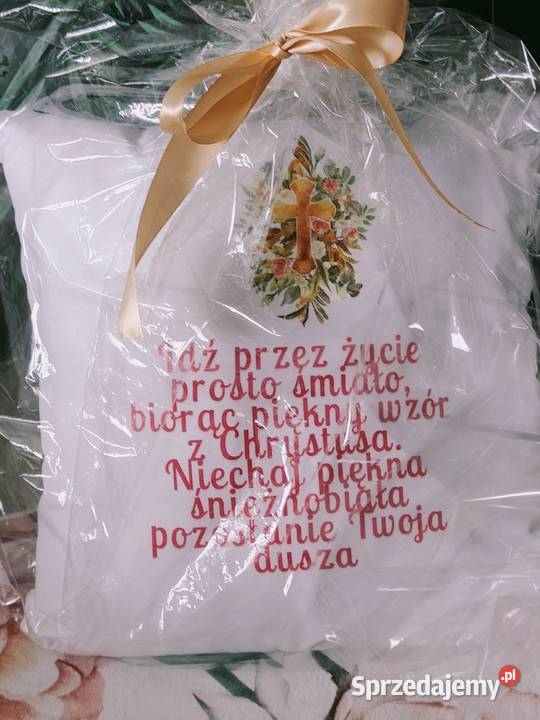 Idź przez życie
prosto śmiało,
biorąc piękny wzór
z Chrystusa.
Niechaj piękna
śnieżnobiała
pozostanie Twoja
dusza
Sprzedajemy.pl